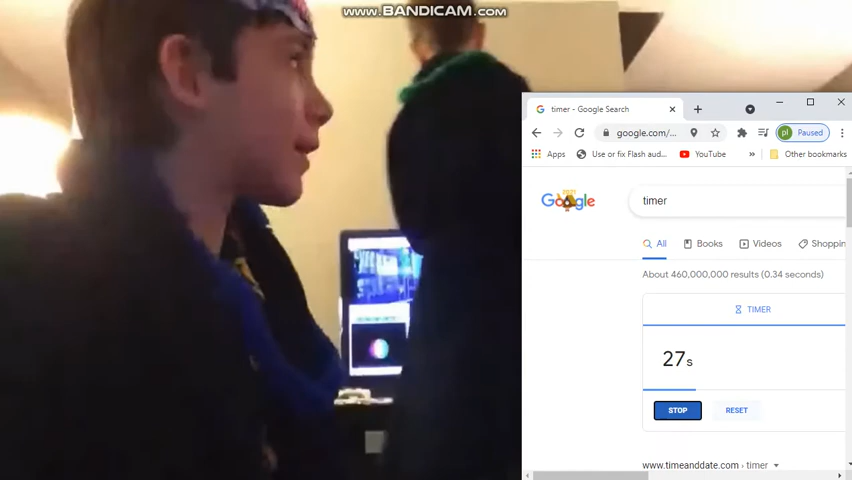 www.BANDICAM.com
timer - Google Search
google.com/...
pl
Paused
Apps
Use or fix Flash aud...
YouTube
»
Other bookmarks
2021
Google
timer
All
Books
Videos
Shoppin
About 460,000,000 results (0.34 seconds)
TIMER
27s
STOP
RESET
www.timeanddate.com › timer